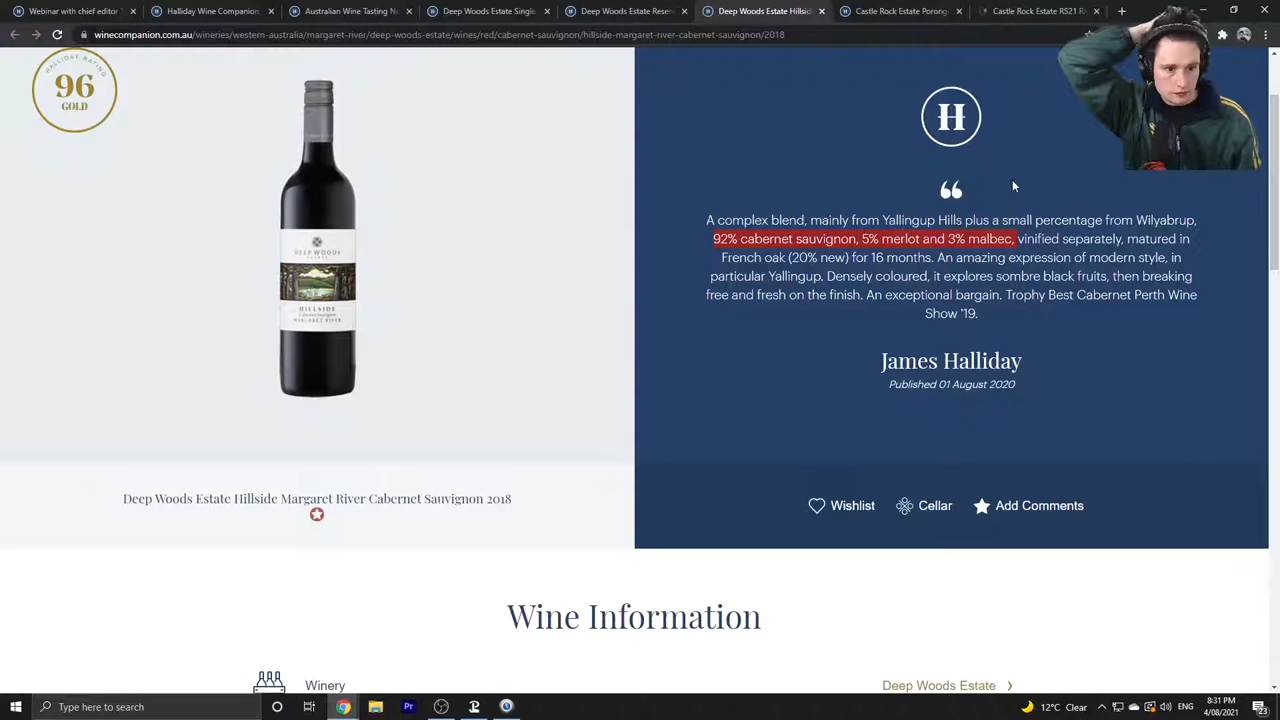 Webinar with chief editor
Halliday Wine Companion
Australian Wine Tasting No
Deep Woods Estate Single
Deep Woods Estate Reser
Deep Woods Estate Hillsid
Castle Rock Estate Porong
Castle Rock Estate RS21 R
winecompanion.com.au/wineries/western-australia/margaret-river/deep-woods-estate/wines/red/cabernet-sauvignon/hillside-margaret-river-cabernet-sauvignon/2018
HALLIDAY RATING
96
GOLD
DEEP WOODS
ESTATE
HILLSIDE
Cabernet Sauvignon
MARGARET RIVER
Deep Woods Estate Hillside Margaret River Cabernet Sauvignon 2018
H
“
A complex blend, mainly from Yallingup Hills plus a small percentage from Wilyabrup,
92% cabernet sauvignon, 5% merlot and 3% malbec, vinified separately, matured in
French oak (20% new) for 16 months. An amazing expression of modern style, in
particular Yallingup. Densely coloured, it explores sombre black fruits, then breaking
free and fresh on the finish. An exceptional bargain. Trophy Best Cabernet Perth Wine
Show '19.
James Halliday
Published 01 August 2020
Wishlist
Cellar
Add Comments
Wine Information
Winery
Deep Woods Estate
Type here to search
Pr
12°C Clear
ENG
8:31 PM
4/08/2021
23